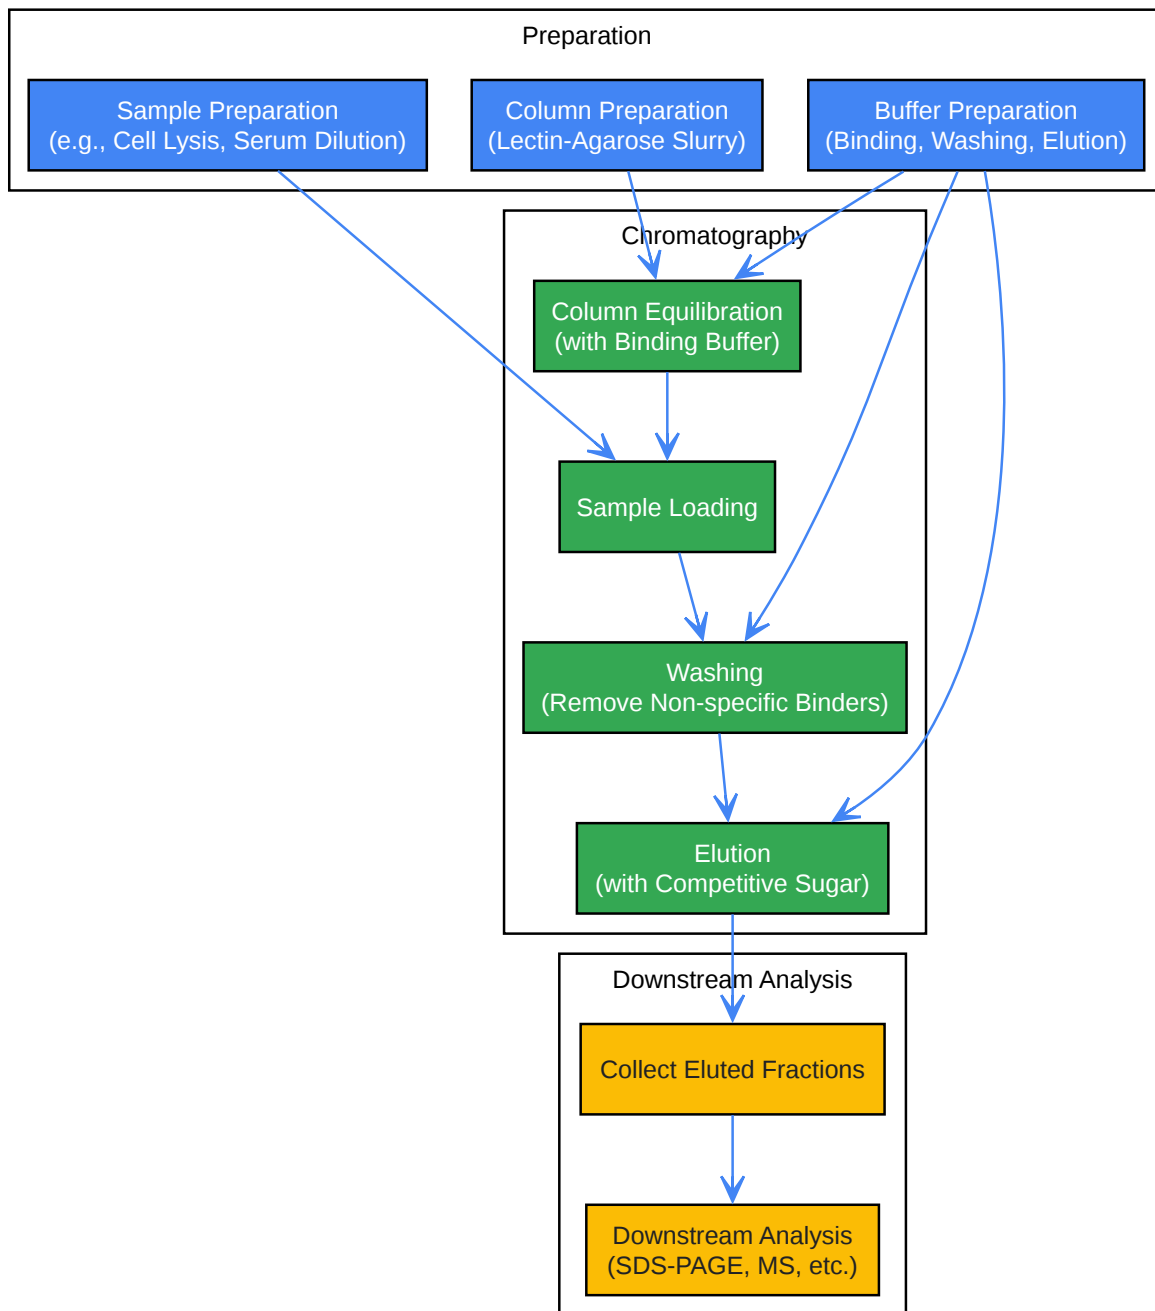 Preparation
Sample Preparation
(e.g., Cell Lysis, Serum Dilution)
Column Preparation
(Lectin-Agarose Slurry)
Buffer Preparation
(Binding, Washing, Elution)
Chromatography
Column Equilibration
(with Binding Buffer)
Sample Loading
Washing
(Remove Non-specific Binders)
Elution
(with Competitive Sugar)
Downstream Analysis
Collect Eluted Fractions
Downstream Analysis
(SDS-PAGE, MS, etc.)